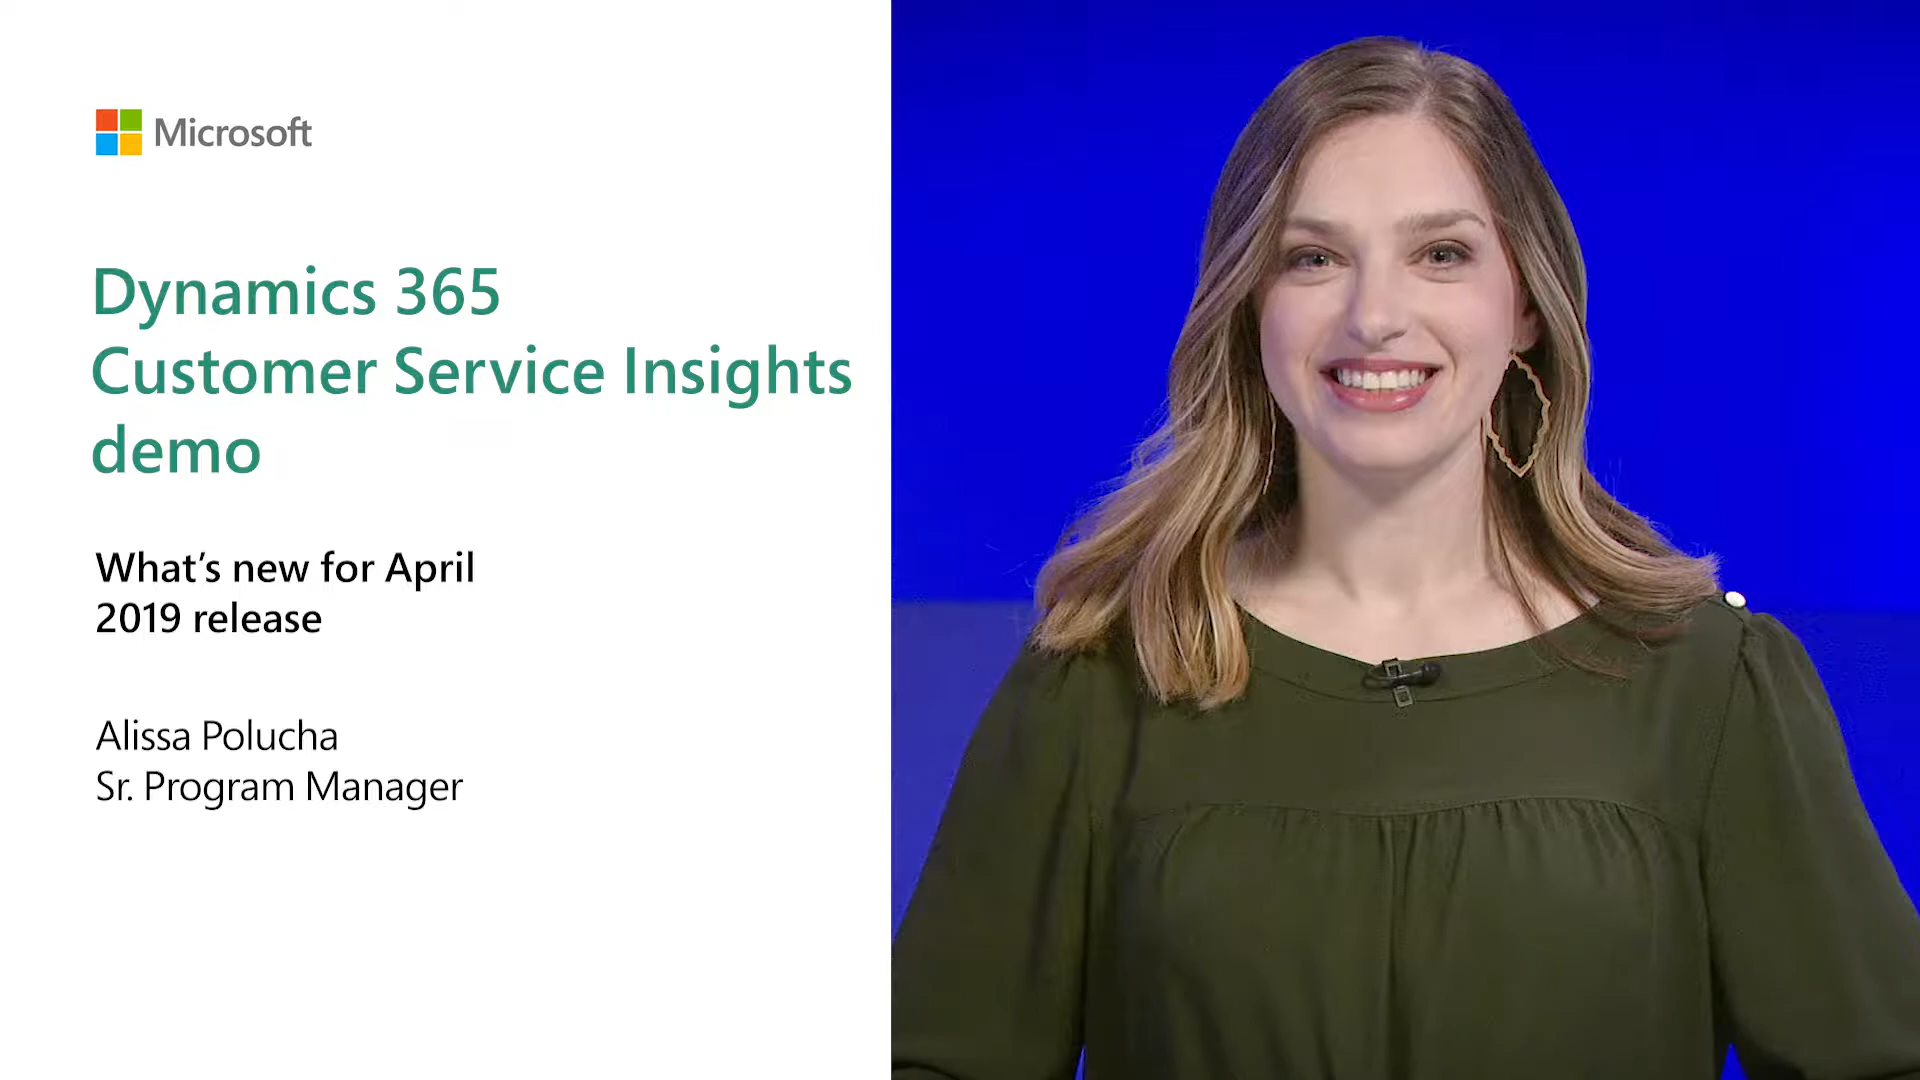 Microsoft
Dynamics 365
Customer Service Insights
demo
What's new for April
2019 release
Alissa Polucha
Sr. Program Manager